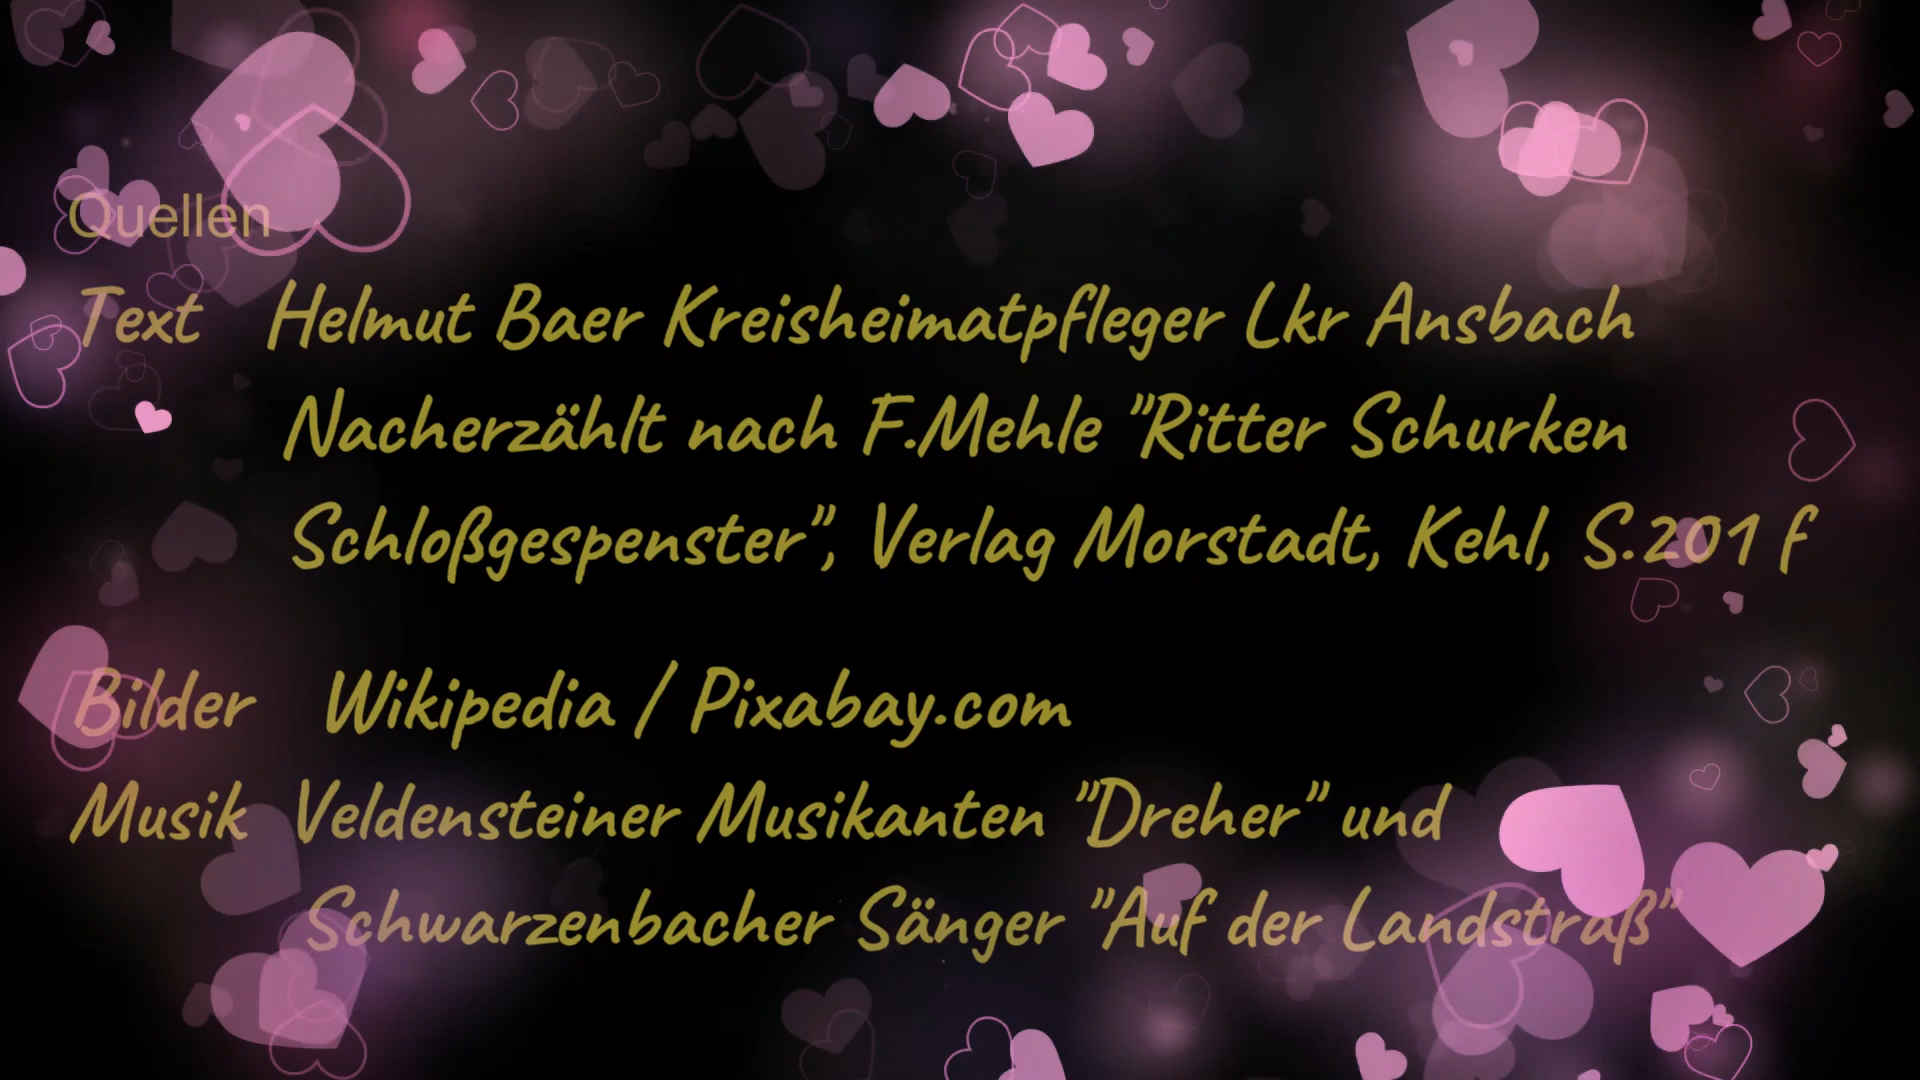 Quellen
Text Helmut Baer Kreisheimatpfleger Lkr Ansbach
Nacherzählt nach F.Mehle "Ritter Schurken
Schloßgespenster", Verlag Morstadt, Kehl, S.201 f
Bilder Wikipedia / Pixabay.com
Musik Veldensteiner Musikanten "Dreher" und
Schwarzenbacher Sänger "Auf der Landstraß"